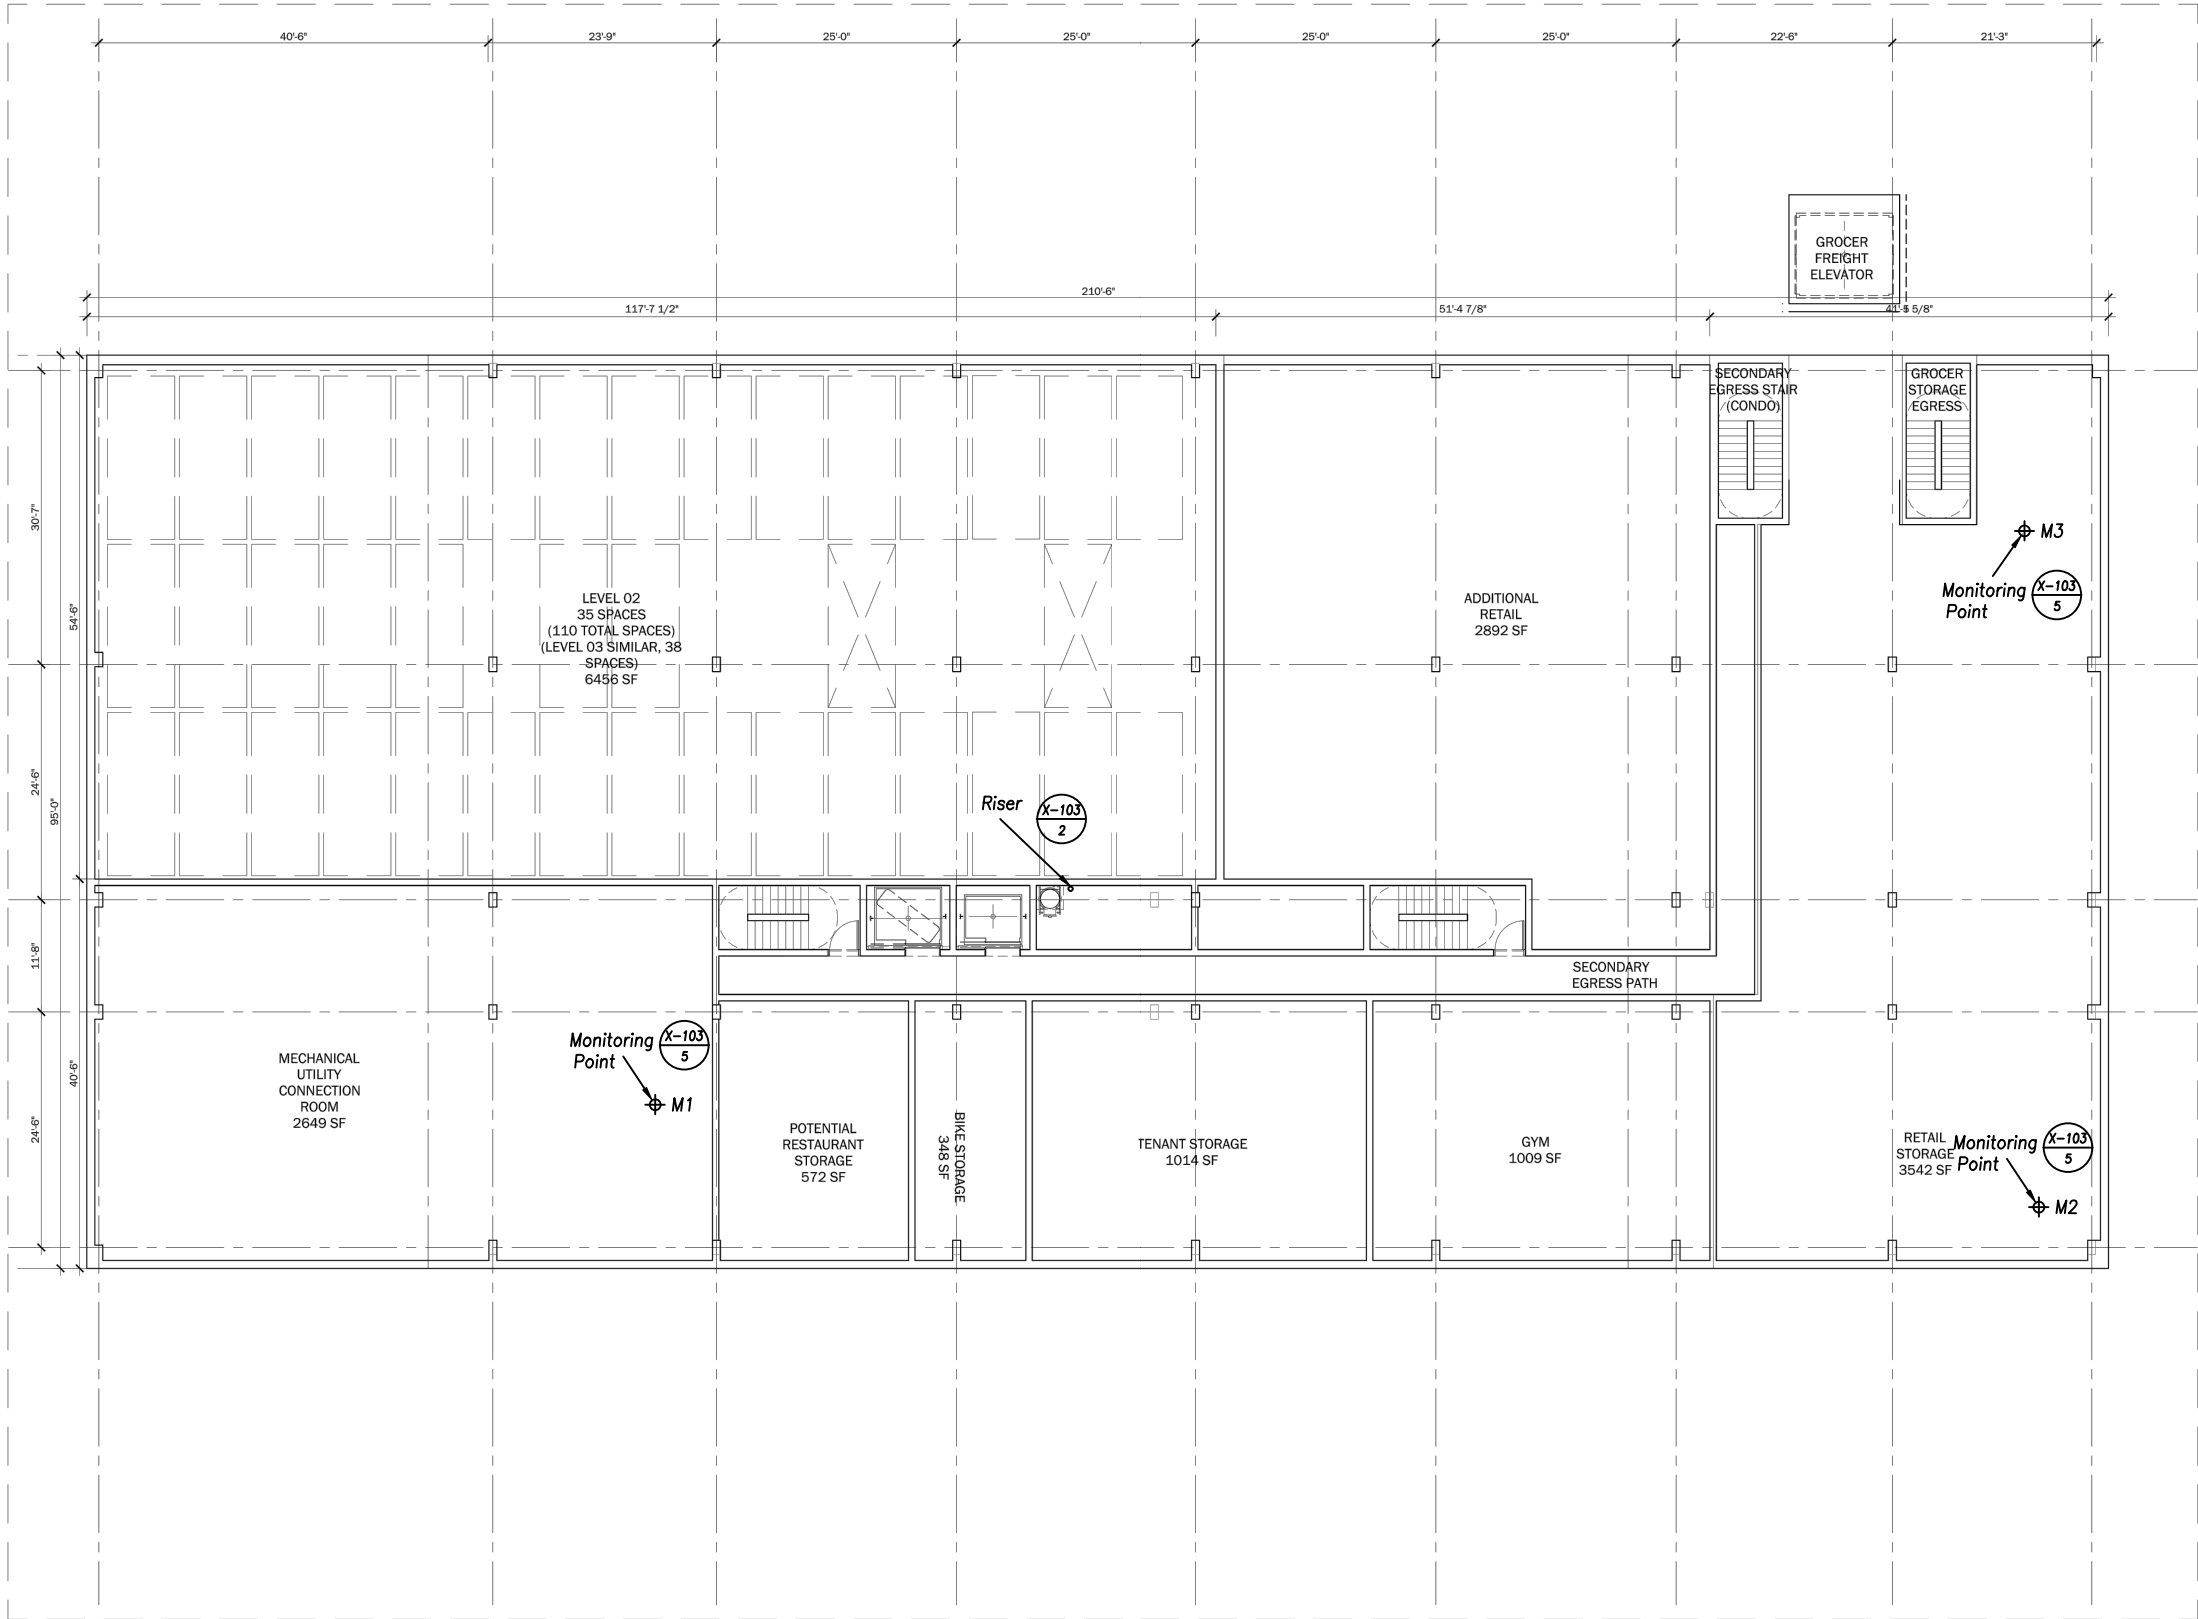 40'-6"
23'-9"
25'-0"
25'-0"
25'-0"
25'-0"
22'-6"
21'-3"
GROCER
FREIGHT
ELEVATOR
210'-6"
117'-7 1/2"
51'-4 7/8"
41'-5 5/8"
SECONDARY
EGRESS STAIR
(CONDO)
GROCER
STORAGE
EGRESS
30'-7"
54'-6"
24'-6"
95'-0"
11'-8"
40'-6"
24'-6"
M3
Monitoring
Point
X-103
5
LEVEL 02
35 SPACES
(110 TOTAL SPACES)
(LEVEL 03 SIMILAR, 38
SPACES)
6456 SF
ADDITIONAL
RETAIL
2892 SF
Riser
X-103
2
SECONDARY
EGRESS PATH
Monitoring
Point
X-103
5
M1
MECHANICAL
UTILITY
CONNECTION
ROOM
2649 SF
POTENTIAL
RESTAURANT
STORAGE
572 SF
BIKE STORAGE
348 SF
TENANT STORAGE
1014 SF
GYM
1009 SF
RETAIL
STORAGE
3542 SF
Monitoring
Point
X-103
5
M2